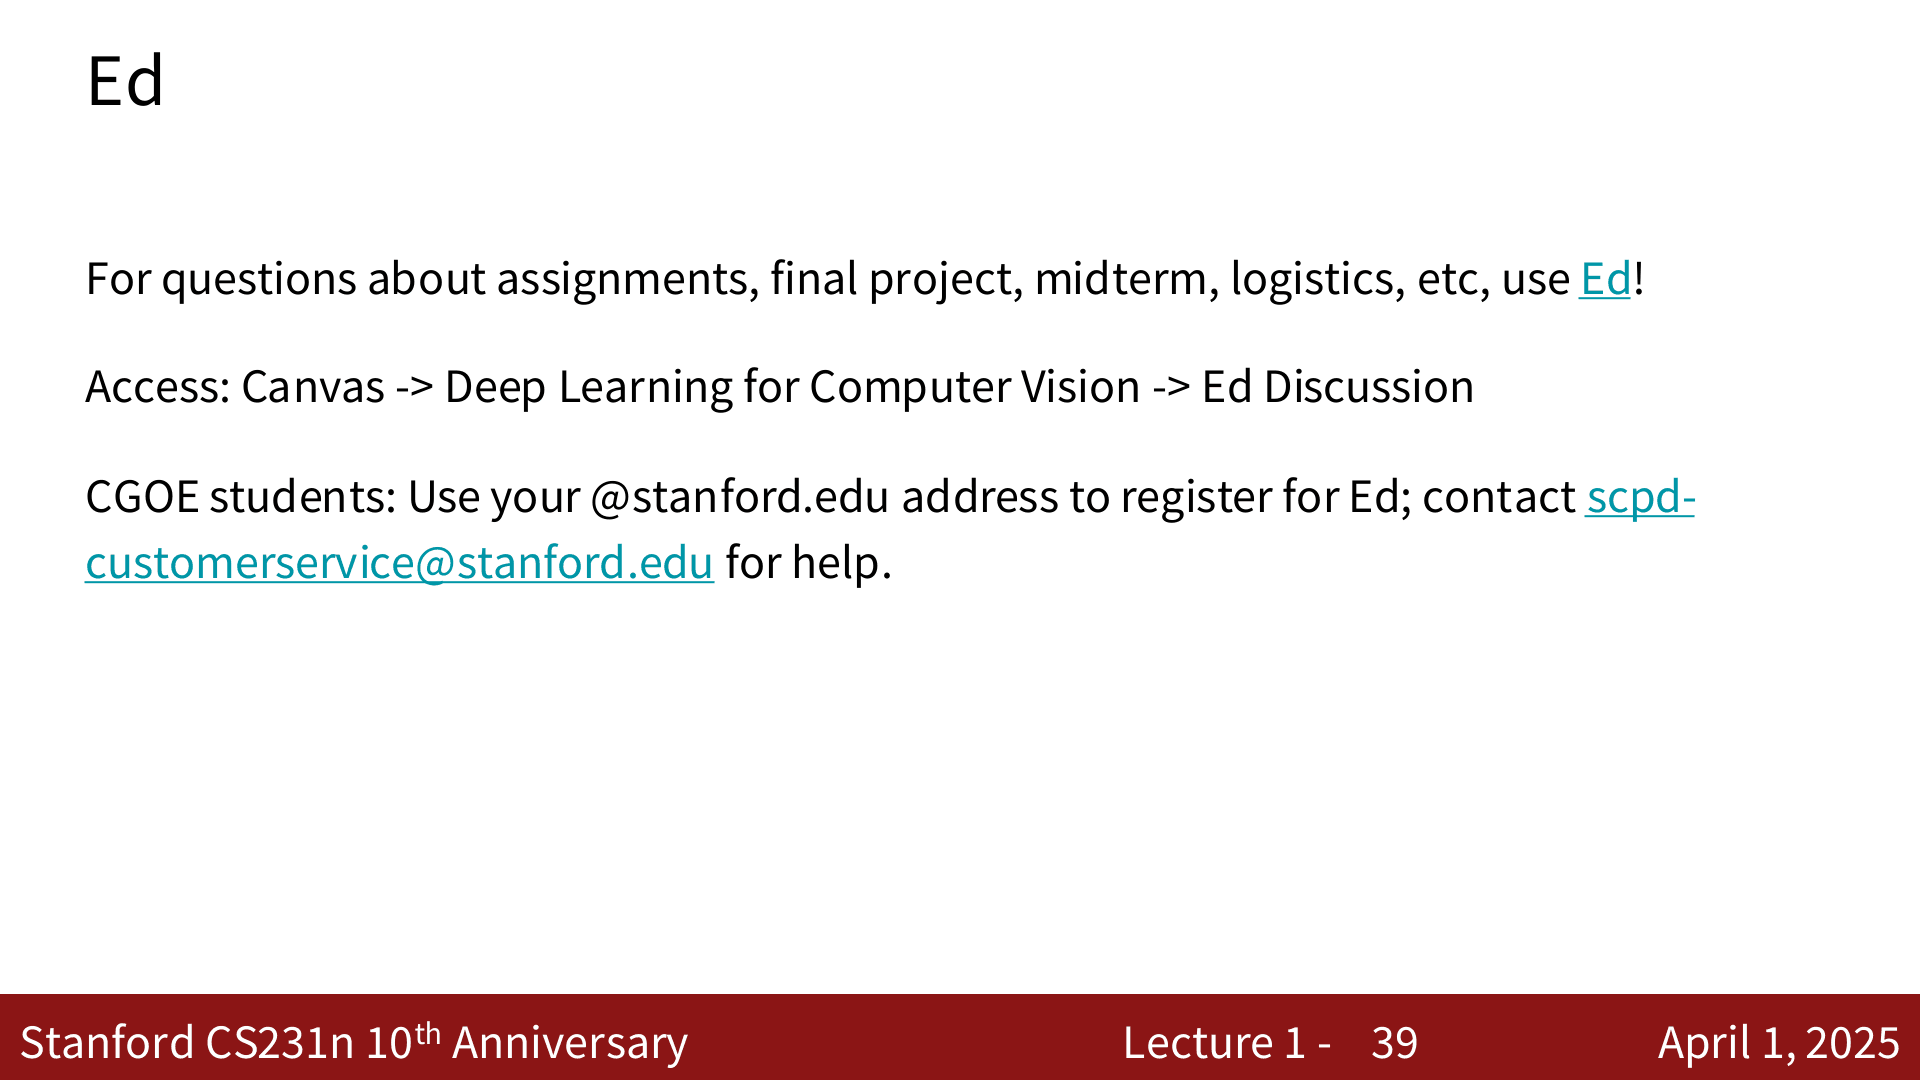 Ed
For questions about assignments, final project, midterm, logistics, etc, use Ed!
Access: Canvas -> Deep Learning for Computer Vision -> Ed Discussion
CGOE students: Use your @stanford.edu address to register for Ed; contact scpd-
customerservice@stanford.edu for help.
Stanford CS231n 10th Anniversary Lecture 1 - 39 April 1, 2025